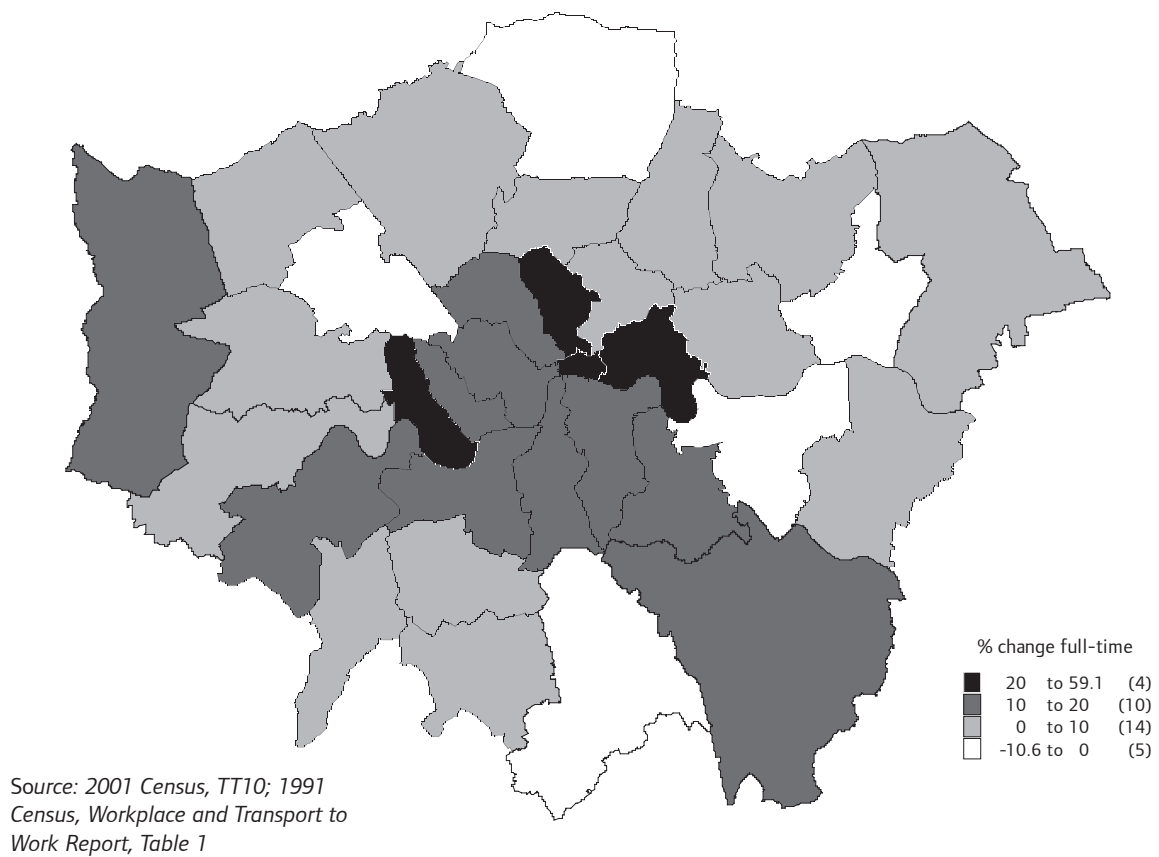 % change full-time
20 to 59.1 (4)
10 to 20 (10)
0 to 10 (14)
-10.6 to 0 (5)
Source: 2001 Census, TT10; 1991
Census, Workplace and Transport to
Work Report, Table 1